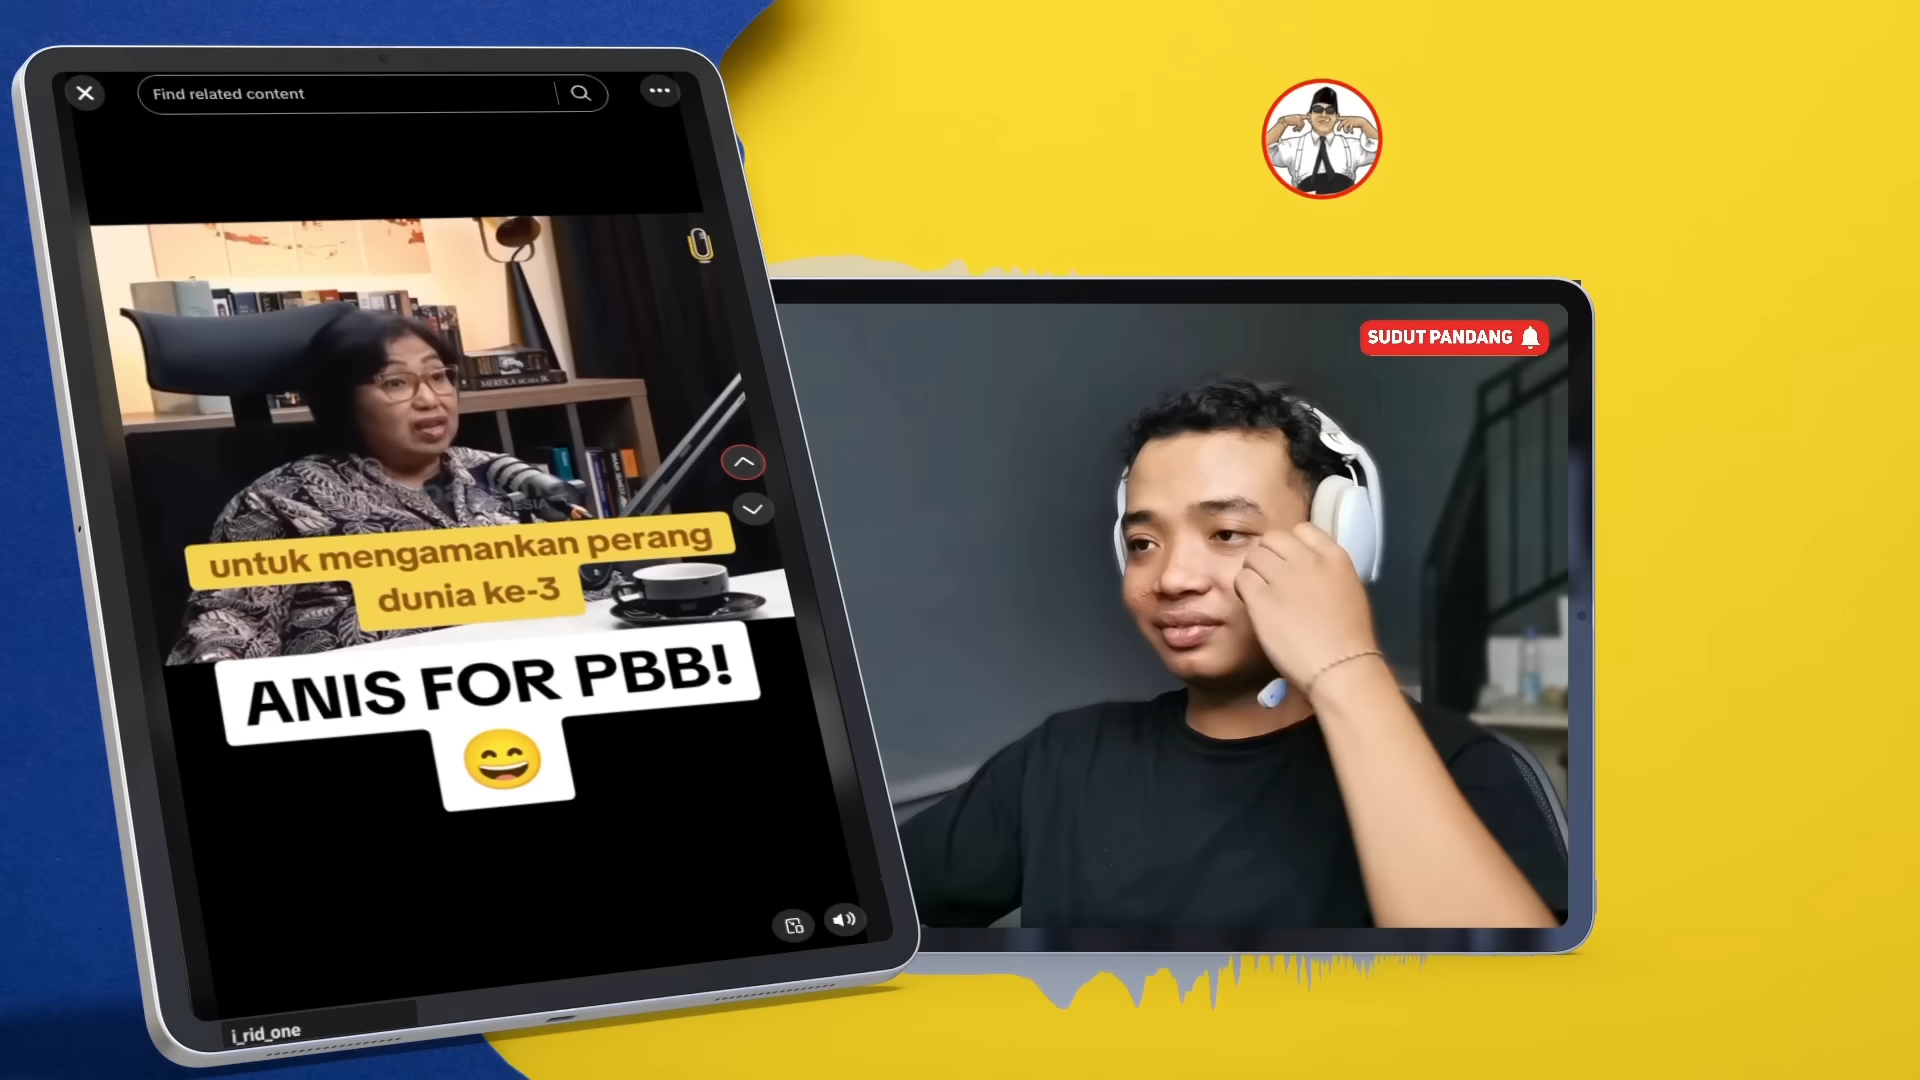 Find related content
untuk mengamankan perang
dunia ke-3
ANIS FOR PBB!
i_rid_one
SUDUT PANDANG